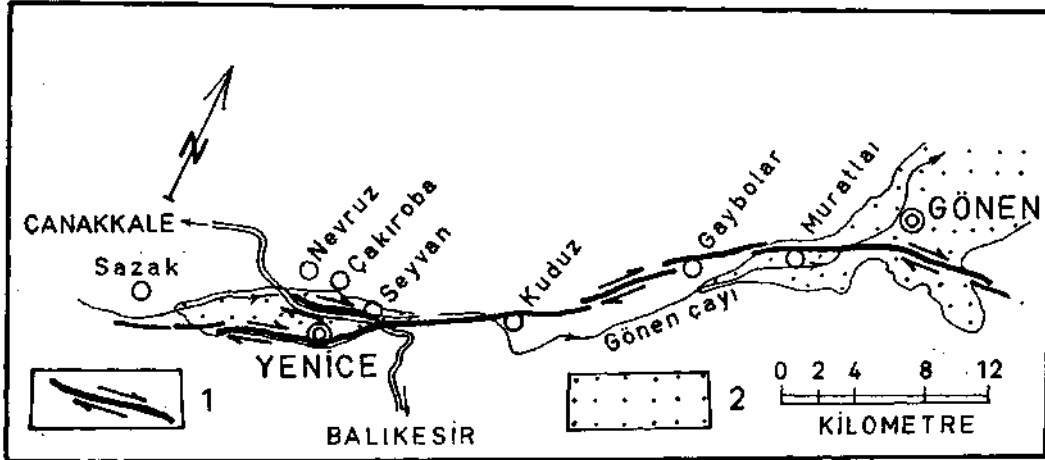 N
ÇANAKKALE
Sazak
Nevruz
Çakıroba
Seyvan
Kuduz
Gaybolar
Muratlaı
GÖNEN
Gönen çayı
YENİCE
BALIKESİR
1
2
0 2 4 8 12
KİLOMETRE